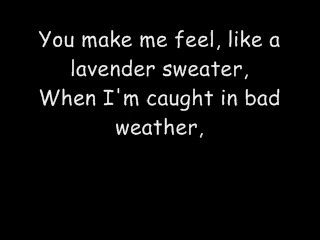 You make me feel, like a
lavender sweater,
When I'm caught in bad
weather,